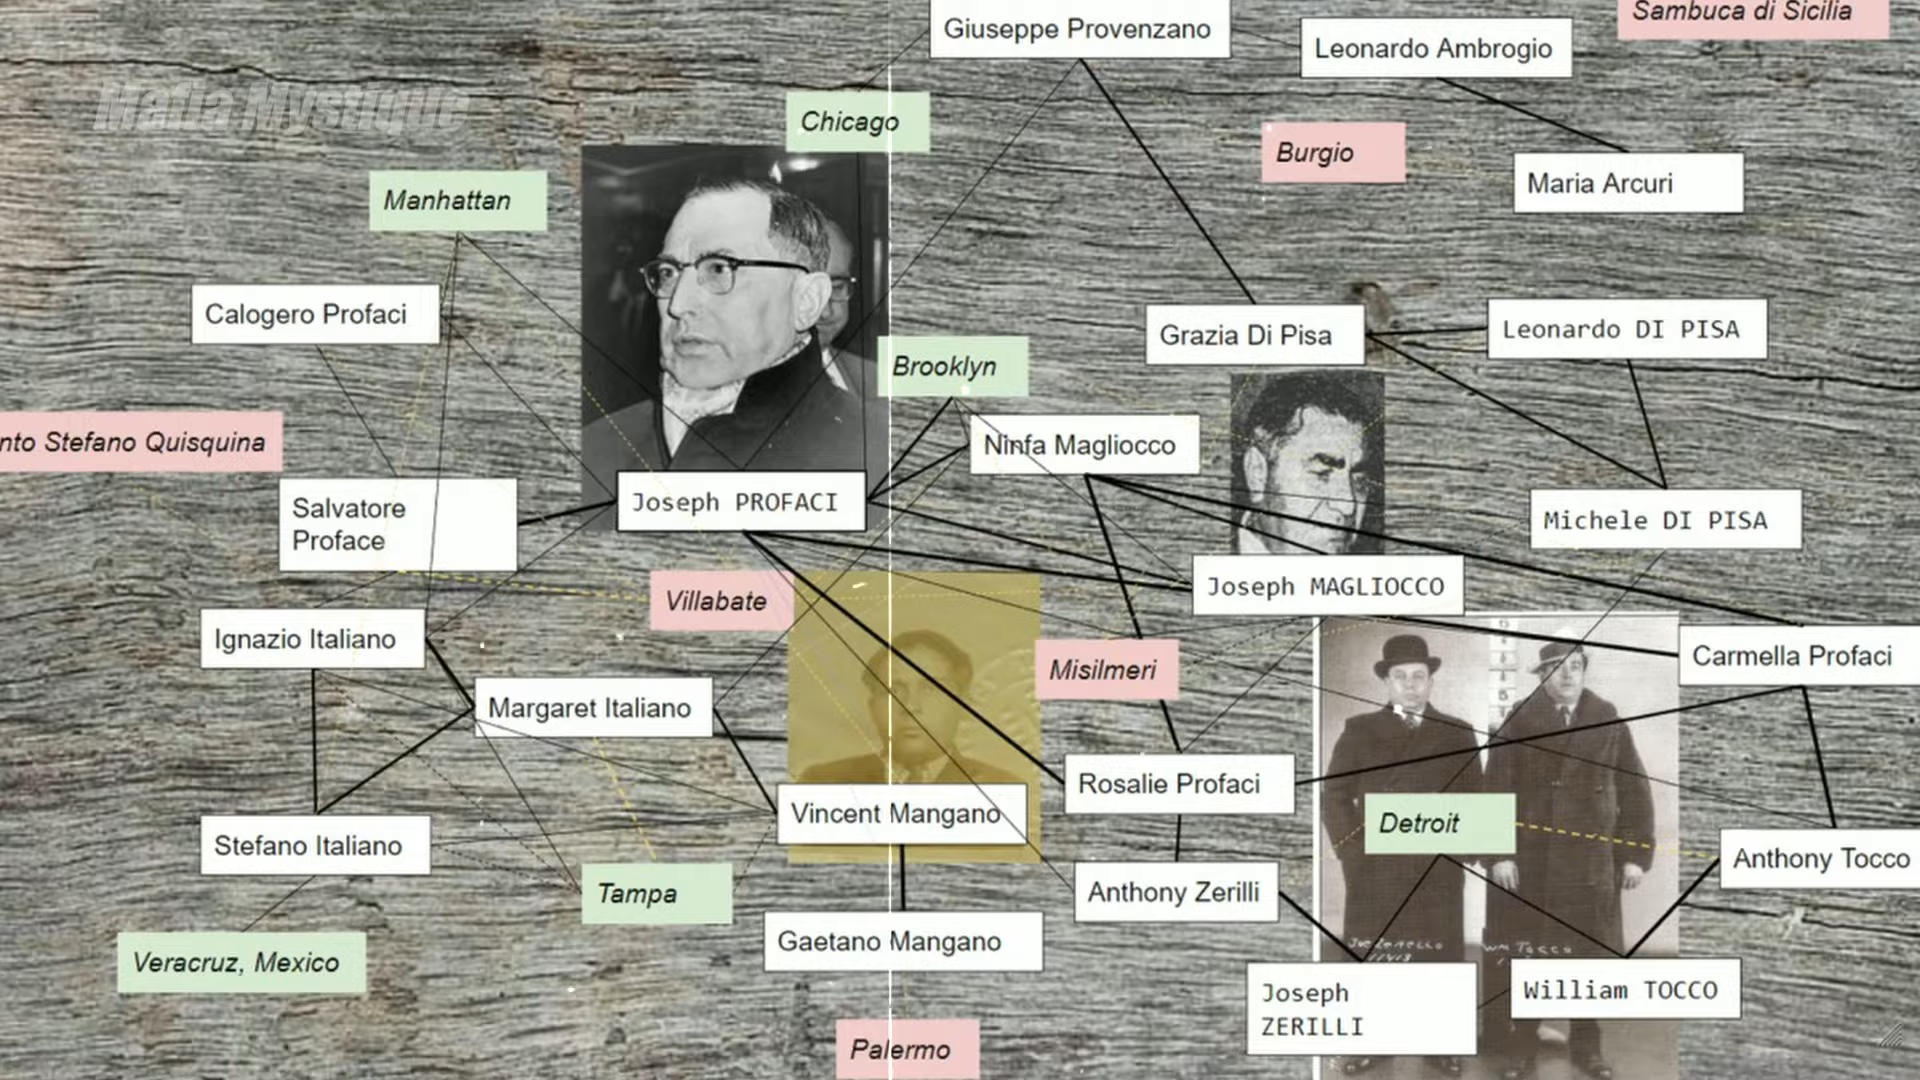 Giuseppe Provenzano
Leonardo Ambrogio
Sambuca di Sicilia
Mafia Mystique
Chicago
Burgio
Maria Arcuri
Manhattan
Calogero Profaci
Grazia Di Pisa
Leonardo DI PISA
Brooklyn
nto Stefano Quisquina
Ninfa Magliocco
Joseph PROFACI
Salvatore
Proface
Michele DI PISA
Joseph MAGLIOCCO
Villabate
Ignazio Italiano
Misilmeri
Carmella Profaci
Margaret Italiano
Rosalie Profaci
Vincent Mangano
Detroit
Stefano Italiano
Anthony Tocco
Tampa
Anthony Zerilli
Gaetano Mangano
Veracruz, Mexico
Joseph
ZERILLI
William TOCCO
Palermo